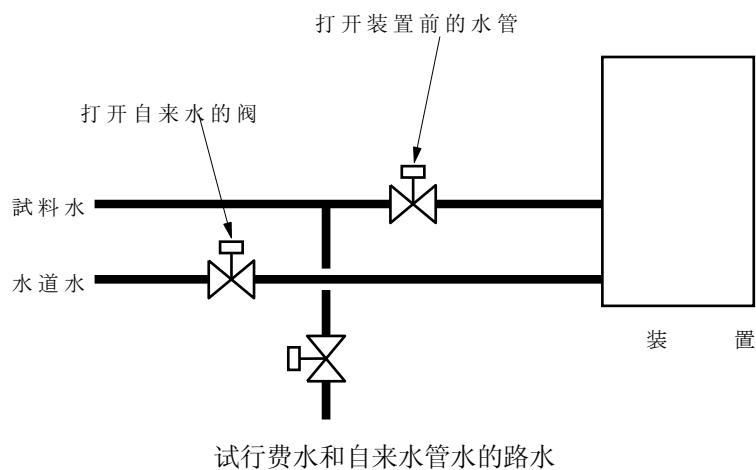 打开装置前的水管
打开自来水的阀
試料水
水道水
装置
试行费水和自来水管水的路水